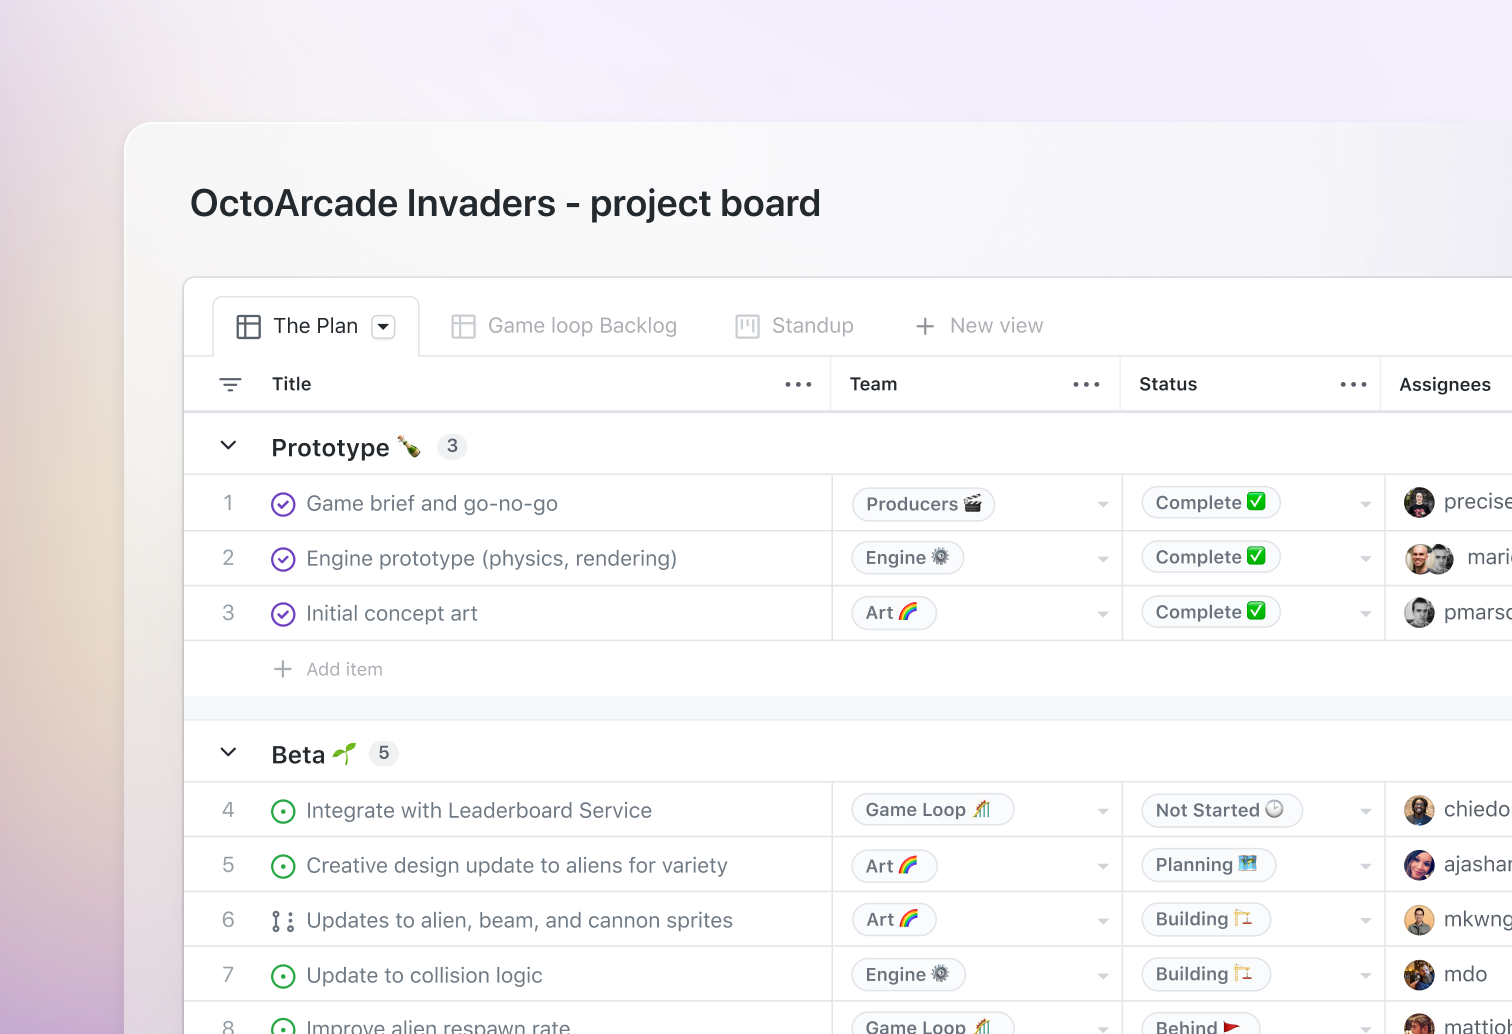 OctoArcade Invaders - project board
The Plan Game loop Backlog Standup New view
Title Team Status Assignees
Prototype 3
1 Game brief and go-no-go Producers Complete precise
2 Engine prototype (physics, rendering) Engine Complete mari
3 Initial concept art Art Complete pmarsc
Add item
Beta 5
4 Integrate with Leaderboard Service Game Loop Not Started chiedo
5 Creative design update to aliens for variety Art Planning ajashar
6 Updates to alien, beam, and cannon sprites Art Building mkwng
7 Update to collision logic Engine Building mdo
8 Improve alien respawn rate Game Loop Behind